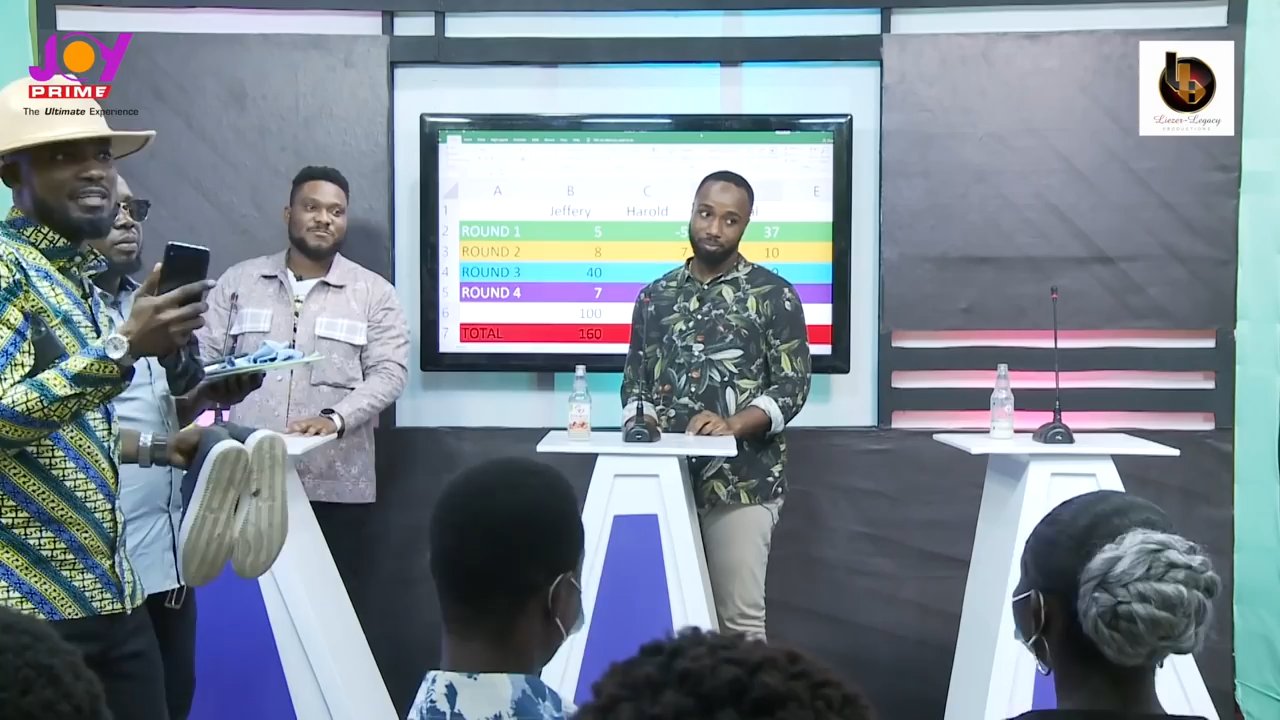 JOY
PRIME
The Ultimate Experience
Liezer-Legacy
PRODUCTIONS
A B C E
1 Jeffery Harold
2 ROUND 1 5 -5 37
3 ROUND 2 8 7 10
4 ROUND 3 40
5 ROUND 4 7
6 100
7 TOTAL 160